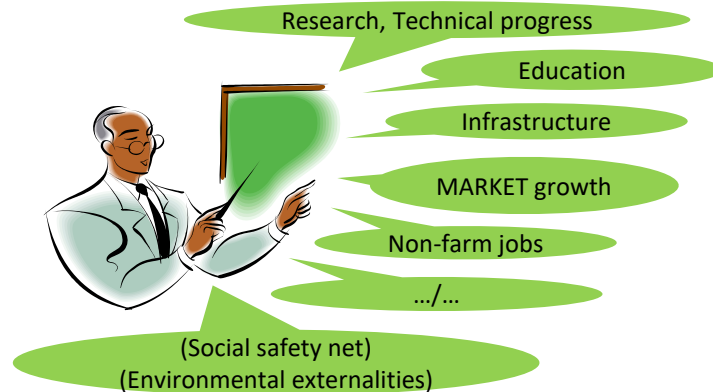 Research, Technical progress
Education
Infrastructure
MARKET growth
Non-farm jobs
…/…
(Social safety net)
(Environmental externalities)